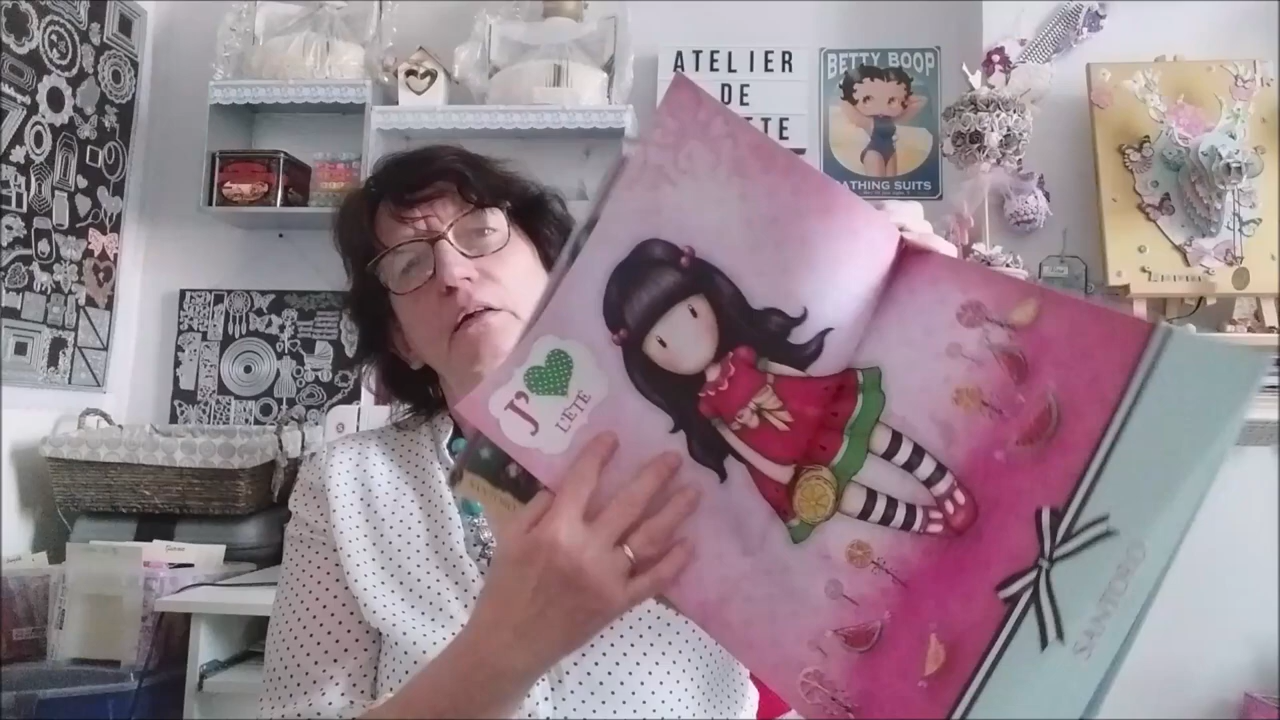 ATELIER
DE
BETTY BOOP
BATHING SUITS
J'
L'ÉTÉ
SANTORO